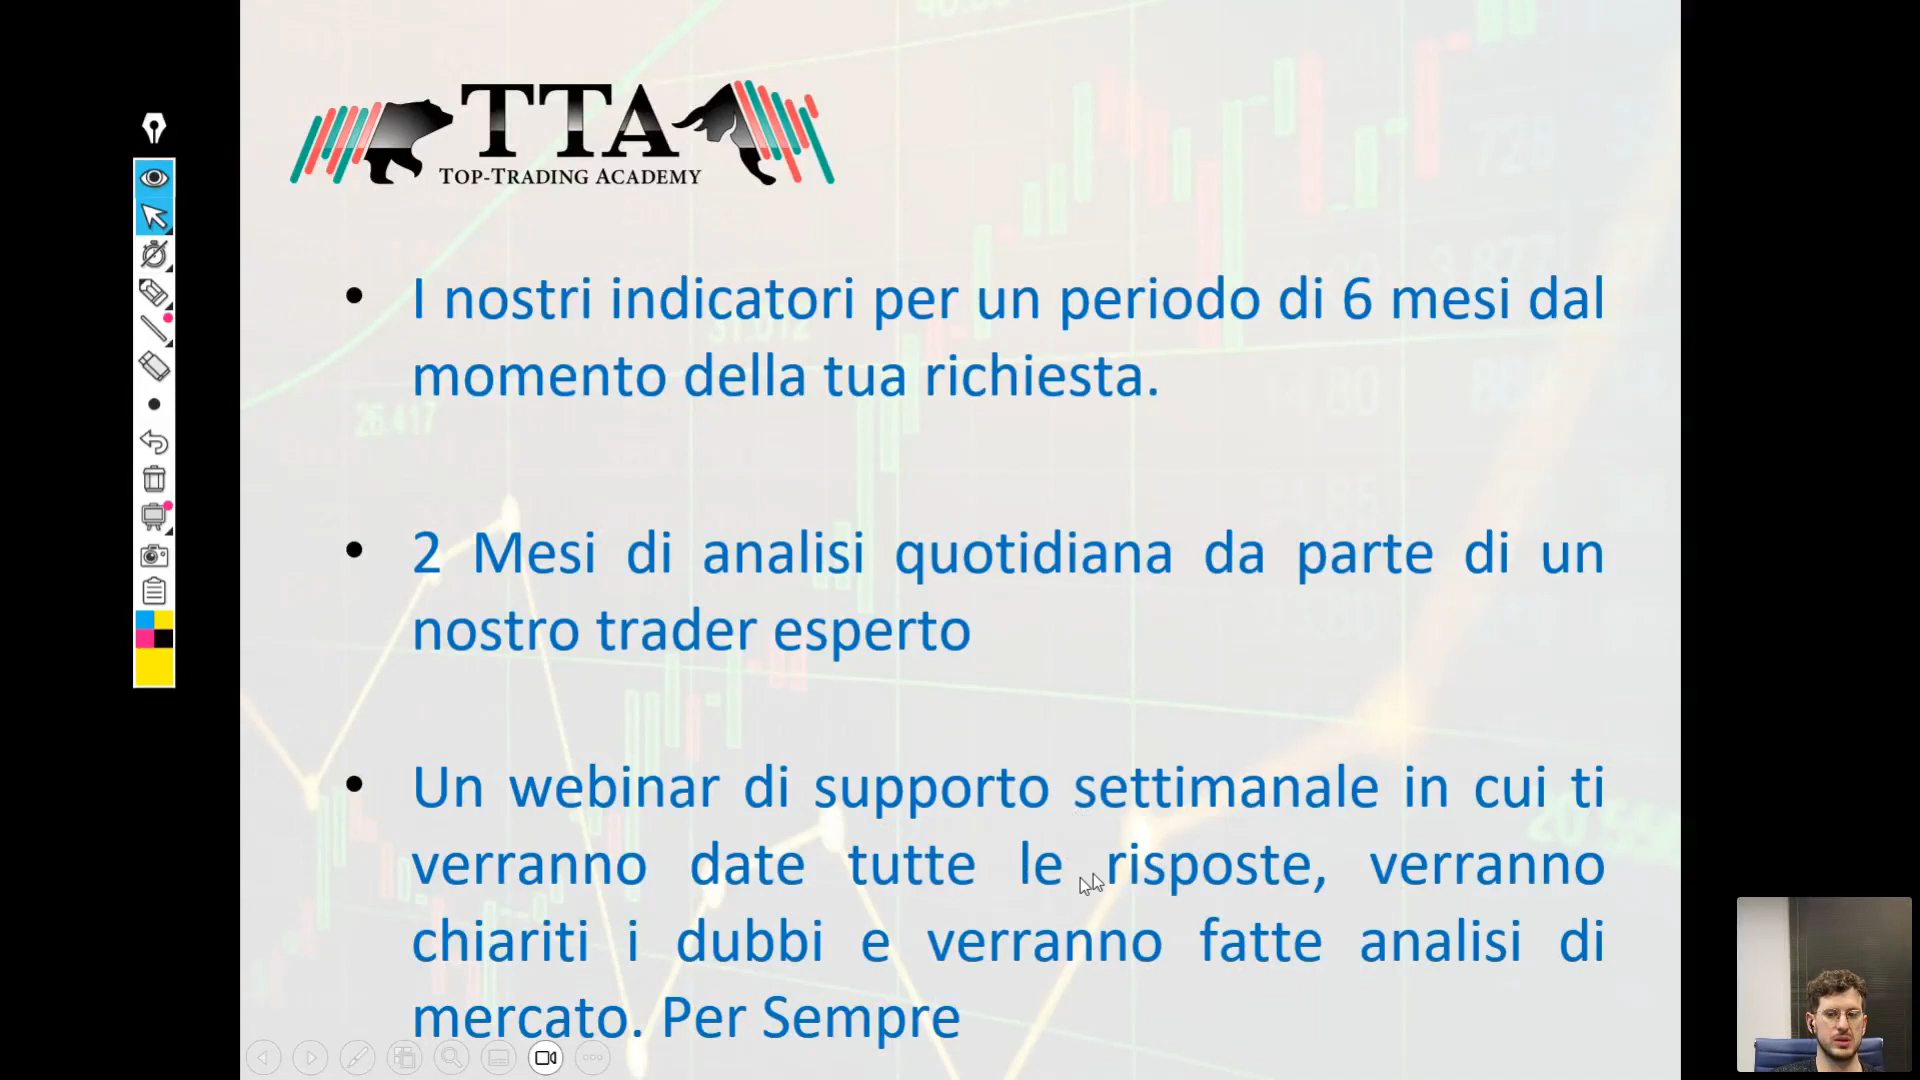 TTA
TOP-TRADING ACADEMY
• I nostri indicatori per un periodo di 6 mesi dal
momento della tua richiesta.
• 2 Mesi di analisi quotidiana da parte di un
nostro trader esperto
• Un webinar di supporto settimanale in cui ti
verranno date tutte le risposte, verranno
chiariti i dubbi e verranno fatte analisi di
mercato. Per Sempre
26.417